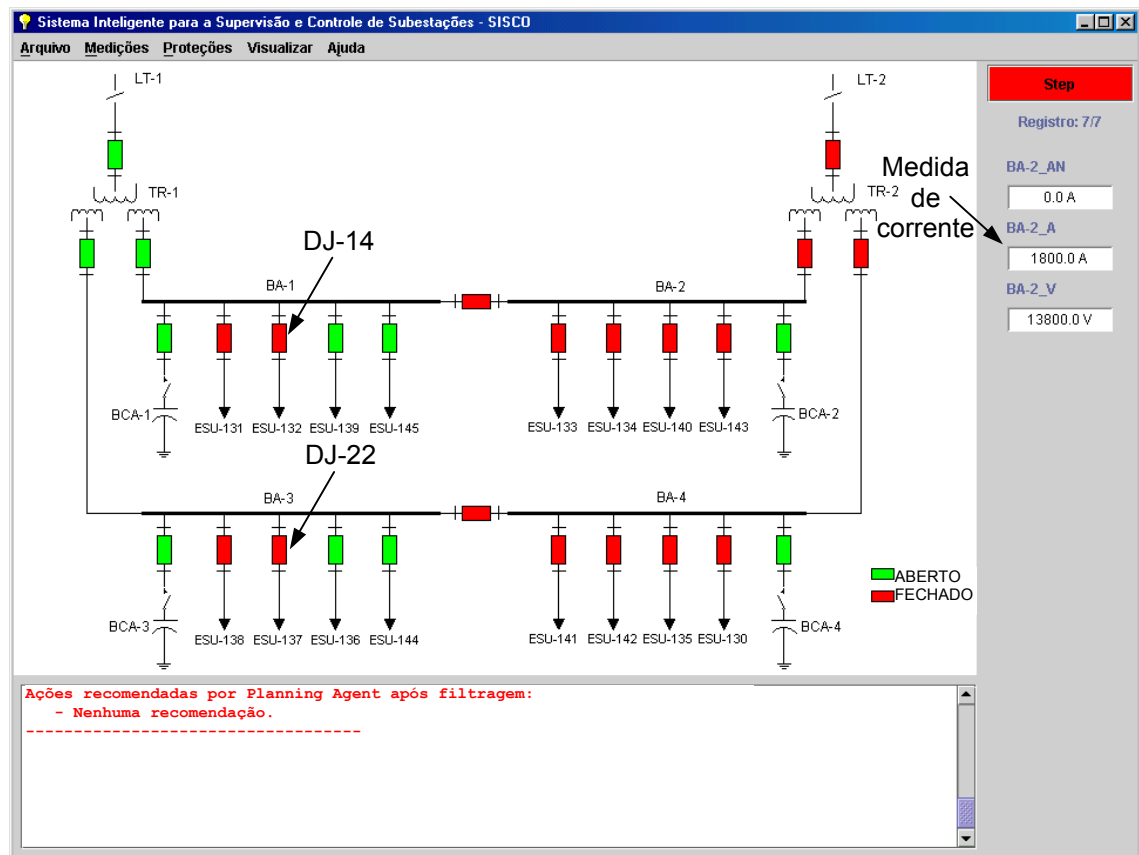 Sistema Inteligente para a Supervisão e Controle de Subestações - SISCO
Arquivo Medições Proteções Visualizar Ajuda
LT-1
LT-2
Step
Registro: 7/7
TR-1
TR-2
Medida
de
corrente
BA-2_AN
0.0 A
BA-2_A
1800.0 A
BA-2_V
13800.0 V
DJ-14
BA-1
BA-2
BCA-1
ESU-131 ESU-132 ESU-139 ESU-145
ESU-133 ESU-134 ESU-140 ESU-143
BCA-2
DJ-22
BA-3
BA-4
ABERTO
FECHADO
BCA-3
ESU-138 ESU-137 ESU-136 ESU-144
ESU-141 ESU-142 ESU-135 ESU-130
BCA-4
Ações recomendadas por Planning Agent após filtragem:
- Nenhuma recomendação.
-----------------------------------